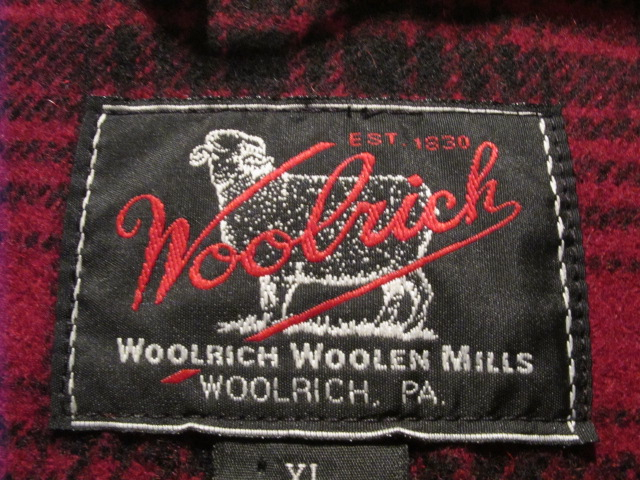 EST. 1830
Woolrich
WOOLRICH WOOLEN MILLS
WOOLRICH, PA.
XL